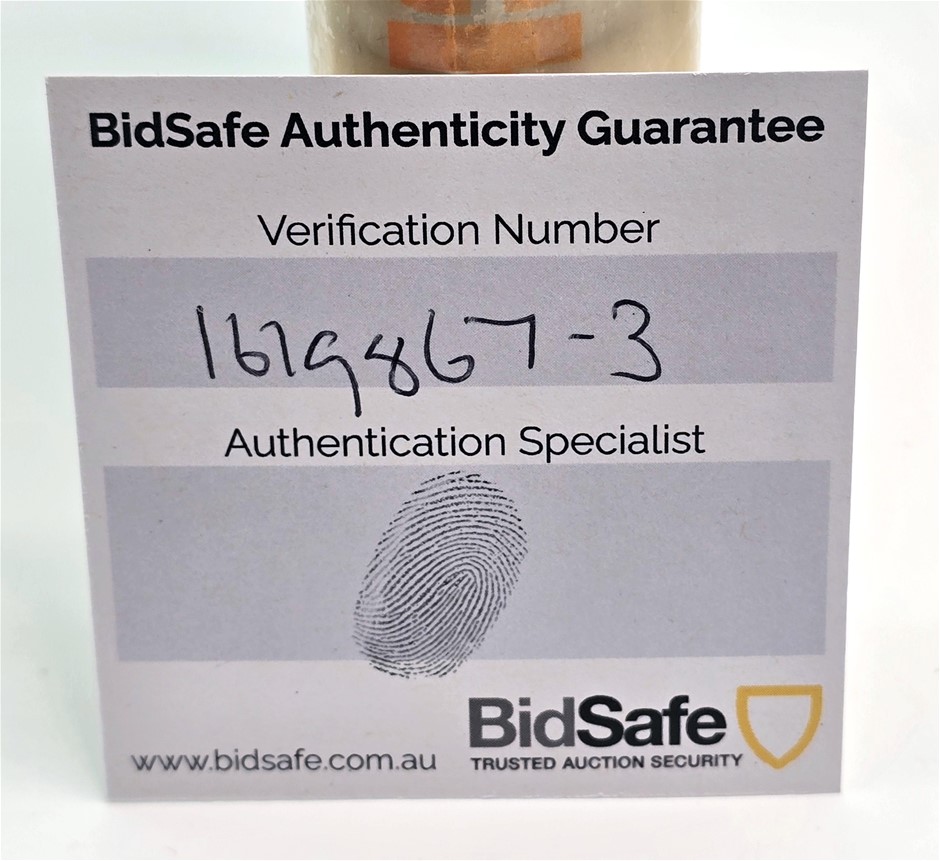 BidSafe Authenticity Guarantee
Verification Number
1619867-3
Authentication Specialist
BidSafe
TRUSTED AUCTION SECURITY
www.bidsafe.com.au